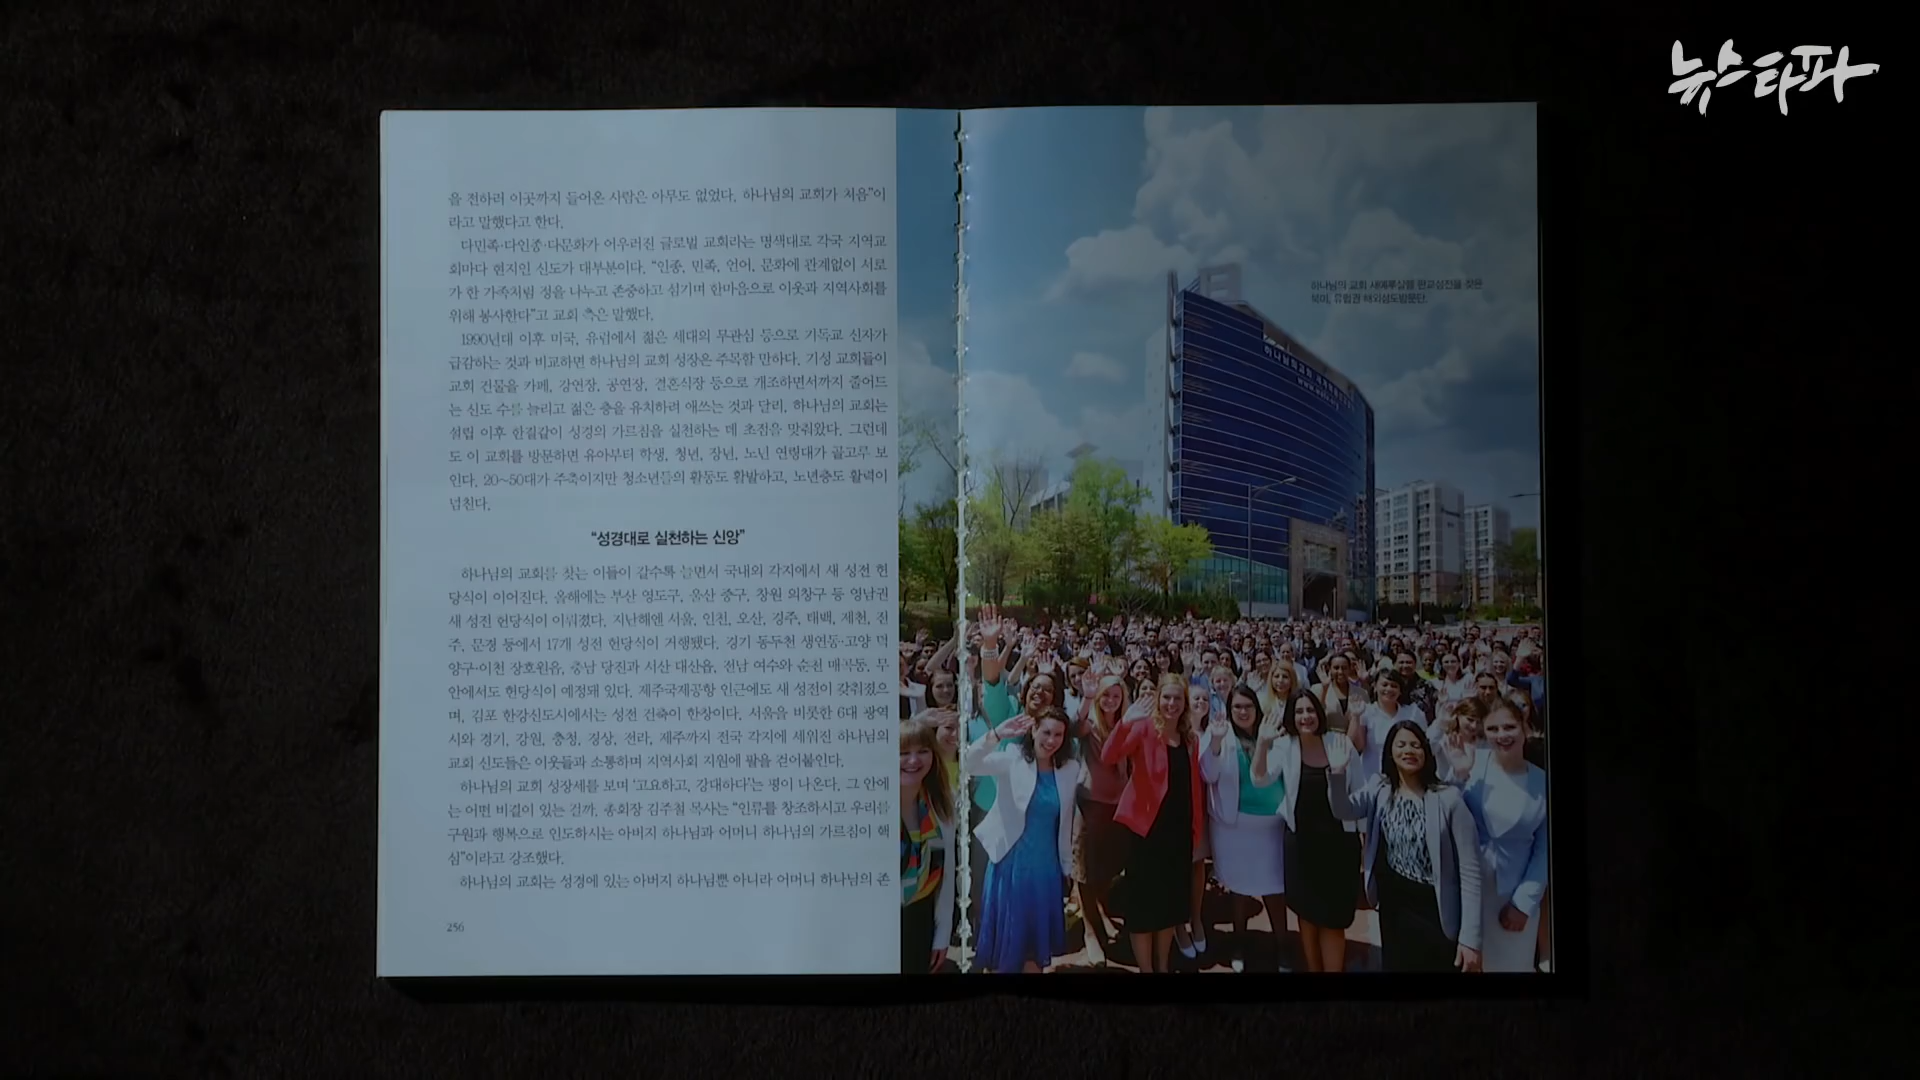 뉴스타파
을 전하려 이곳까지 들어온 사람은 아무도 없었다. 하나님의 교회가 처음”이
라고 말했다고 한다.
다민족·다인종·다문화가 어우러진 글로벌 교회라는 명색대로 각국 지역교
회마다 현지인 신도가 대부분이다. “인종, 민족, 언어, 문화에 관계없이 서로
가 한 가족처럼 정을 나누고 존중하고 섬기며 한마음으로 이웃과 지역사회를
위해 봉사한다”고 교회 측은 말했다.
1990년대 이후 미국, 유럽에서 젊은 세대의 무관심 등으로 기독교 신자가
급감하는 것과 비교하면 하나님의 교회 성장은 주목할 만하다. 기성 교회들이
교회 건물을 카페, 강연장, 공연장, 결혼식장 등으로 개조하면서까지 줄어드
는 신도 수를 늘리고 젊은 층을 유치하려 애쓰는 것과 달리, 하나님의 교회는
설립 이후 한결같이 성경의 가르침을 실천하는 데 초점을 맞춰왔다. 그런데
도 이 교회를 방문하면 유아부터 학생, 청년, 장년, 노년 연령대가 골고루 보
인다. 20~50대가 주축이지만 청소년들의 활동도 활발하고, 노년층도 활력이
넘친다.
“성경대로 실천하는 신앙”
하나님의 교회를 찾는 이들이 갈수록 늘면서 국내외 각지에서 새 성전 헌
당식이 이어진다. 올해에는 부산 영도구, 울산 중구, 창원 의창구 등 영남권
새 성전 헌당식이 이뤄졌다. 지난해엔 서울, 인천, 오산, 경주, 태백, 제천, 전
주, 문경 등에서 17개 성전 헌당식이 거행됐다. 경기 동두천 생연동·고양 덕
양구·이천 장호원읍, 충남 당진과 서산 대산읍, 전남 여수와 순천 매곡동, 무
안에서도 헌당식이 예정돼 있다. 제주국제공항 인근에도 새 성전이 갖춰졌으
며, 김포 한강신도시에서는 성전 건축이 한창이다. 서울을 비롯한 6대 광역
시와 경기, 강원, 충청, 경상, 전라, 제주까지 전국 각지에 세워진 하나님의
교회 신도들은 이웃들과 소통하며 지역사회 지원에 팔을 걷어붙인다.
하나님의 교회 성장세를 보며 ‘고요하고, 강대하다’는 평이 나온다. 그 안에
는 어떤 비결이 있는 걸까. 총회장 김주철 목사는 “인류를 창조하시고 우리를
구원과 행복으로 인도하시는 아버지 하나님과 어머니 하나님의 가르침이 핵
심”이라고 강조했다.
하나님의 교회는 성경에 있는 아버지 하나님뿐 아니라 어머니 하나님의 존
256
하나님의 교회 새예루살렘 판교성전을 찾은
북미, 유럽권 해외성도방문단.